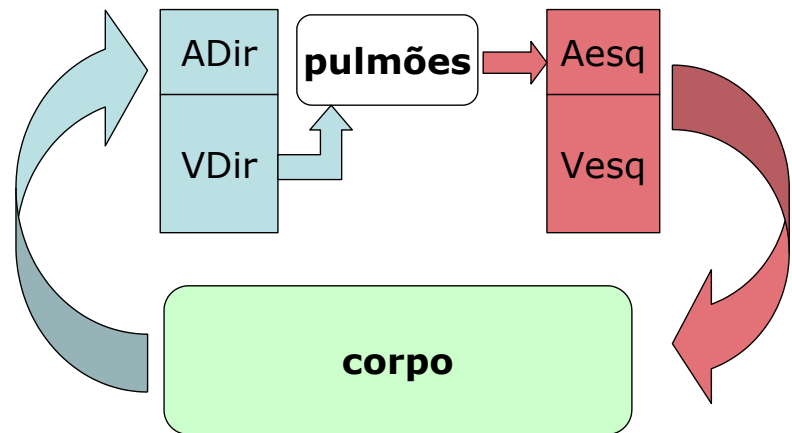 ADir
pulmões
Aesq
VDir
Vesq
corpo